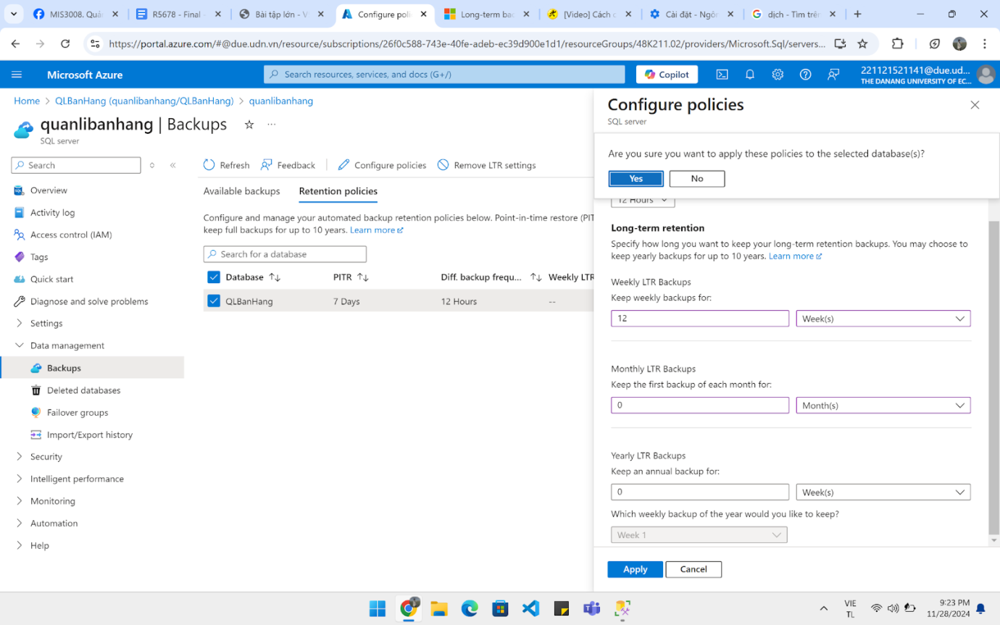 MIS3008. Quản
R5678 - Final -
Bài tập lớn - V
Configure poli
Long-term bac
[Video] Cách c
Cài đặt - Ngôn
dịch - Tìm trên
https://portal.azure.com/#@due.udn.vn/resource/subscriptions/26f0c588-743e-40fe-adeb-ec39d900e1d1/resourceGroups/48K211.02/providers/Microsoft.Sql/servers...
Microsoft Azure
Search resources, services, and docs (G+/)
Copilot
221121521141@due.ud...
THE DANANG UNIVERSITY OF EC...
Home > QLBanHang (quanlibanhang/QLBanHang) > quanlibanhang
quanlibanhang | Backups
SQL server
Search
Overview
Activity log
Access control (IAM)
Tags
Quick start
Diagnose and solve problems
Settings
Data management
Backups
Deleted databases
Failover groups
Import/Export history
Security
Intelligent performance
Monitoring
Automation
Help
Refresh
Feedback
Configure policies
Remove LTR settings
Available backups
Retention policies
Configure and manage your automated backup retention policies below. Point-in-time restore (PIT
keep full backups for up to 10 years. Learn more
Search for a database
Database PITR Diff. backup frequ... Weekly LTR
QLBanHang 7 Days 12 Hours --
Configure policies
SQL server
Are you sure you want to apply these policies to the selected database(s)?
Yes No
12 Hours
Long-term retention
Specify how long you want to keep your long-term retention backups. You may choose to
keep yearly backups for up to 10 years. Learn more
Weekly LTR Backups
Keep weekly backups for:
12 Week(s)
Monthly LTR Backups
Keep the first backup of each month for:
0 Month(s)
Yearly LTR Backups
Keep an annual backup for:
0 Week(s)
Which weekly backup of the year would you like to keep?
Week 1
Apply Cancel
VIE
TL
9:23 PM
11/28/2024